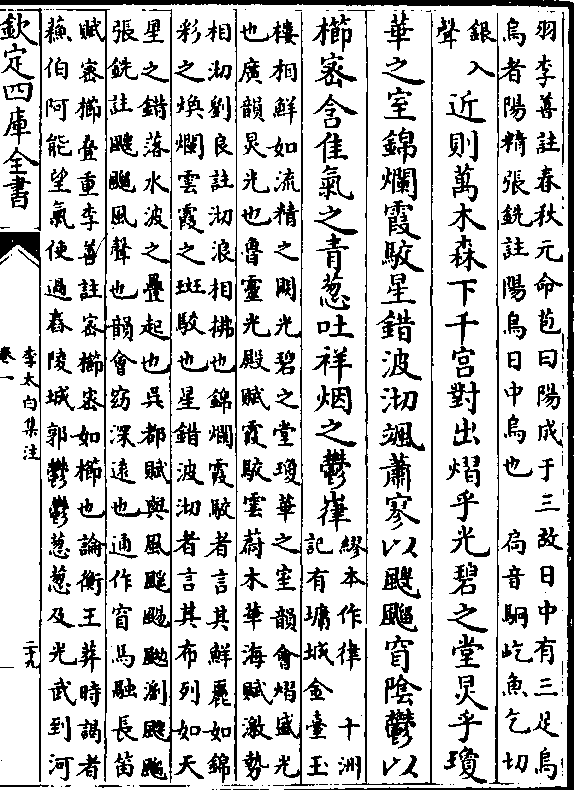 羽李善註春秋元命苞曰陽成于三故日中有三足烏
烏者陽精張銑註陽烏日中烏也　扃音駉屹魚乞切
銀入
聲
近則萬木森下千宮對出熠乎光碧之堂炅乎瓊
華之室錦爛霞駮星錯波沏颯蕭寥以颼飀窅陰鬱以
櫛密含佳氣之青葱吐祥烟之鬱嵂
繆本作律　十洲
記有墉城金臺玉
樓相鮮如流精之闕光碧之堂瓊華之室韻會熠盛光
也廣韻炅光也魯靈光殿賦霞駮雲蔚木華海賦激勢
相沏劉良註沏浪相拂也錦爛霞駮者言其鮮麗如錦
彩之煥爛雲霞之斑駮也星錯波沏者言其布列如天
星之錯落水波之疊起也吳都賦與風飈颺颲瀏颼飀
張銑註颼飀風聲也韻會窈深遠也通作窅馬融長笛
賦密櫛疊重李善註密櫛密如櫛也論衡王莽時謁者
蘇伯阿能望氣使過舂陵城郭鬱鬱葱葱及光武到河
欽定四庫全書
李太白集注
卷一
二十九